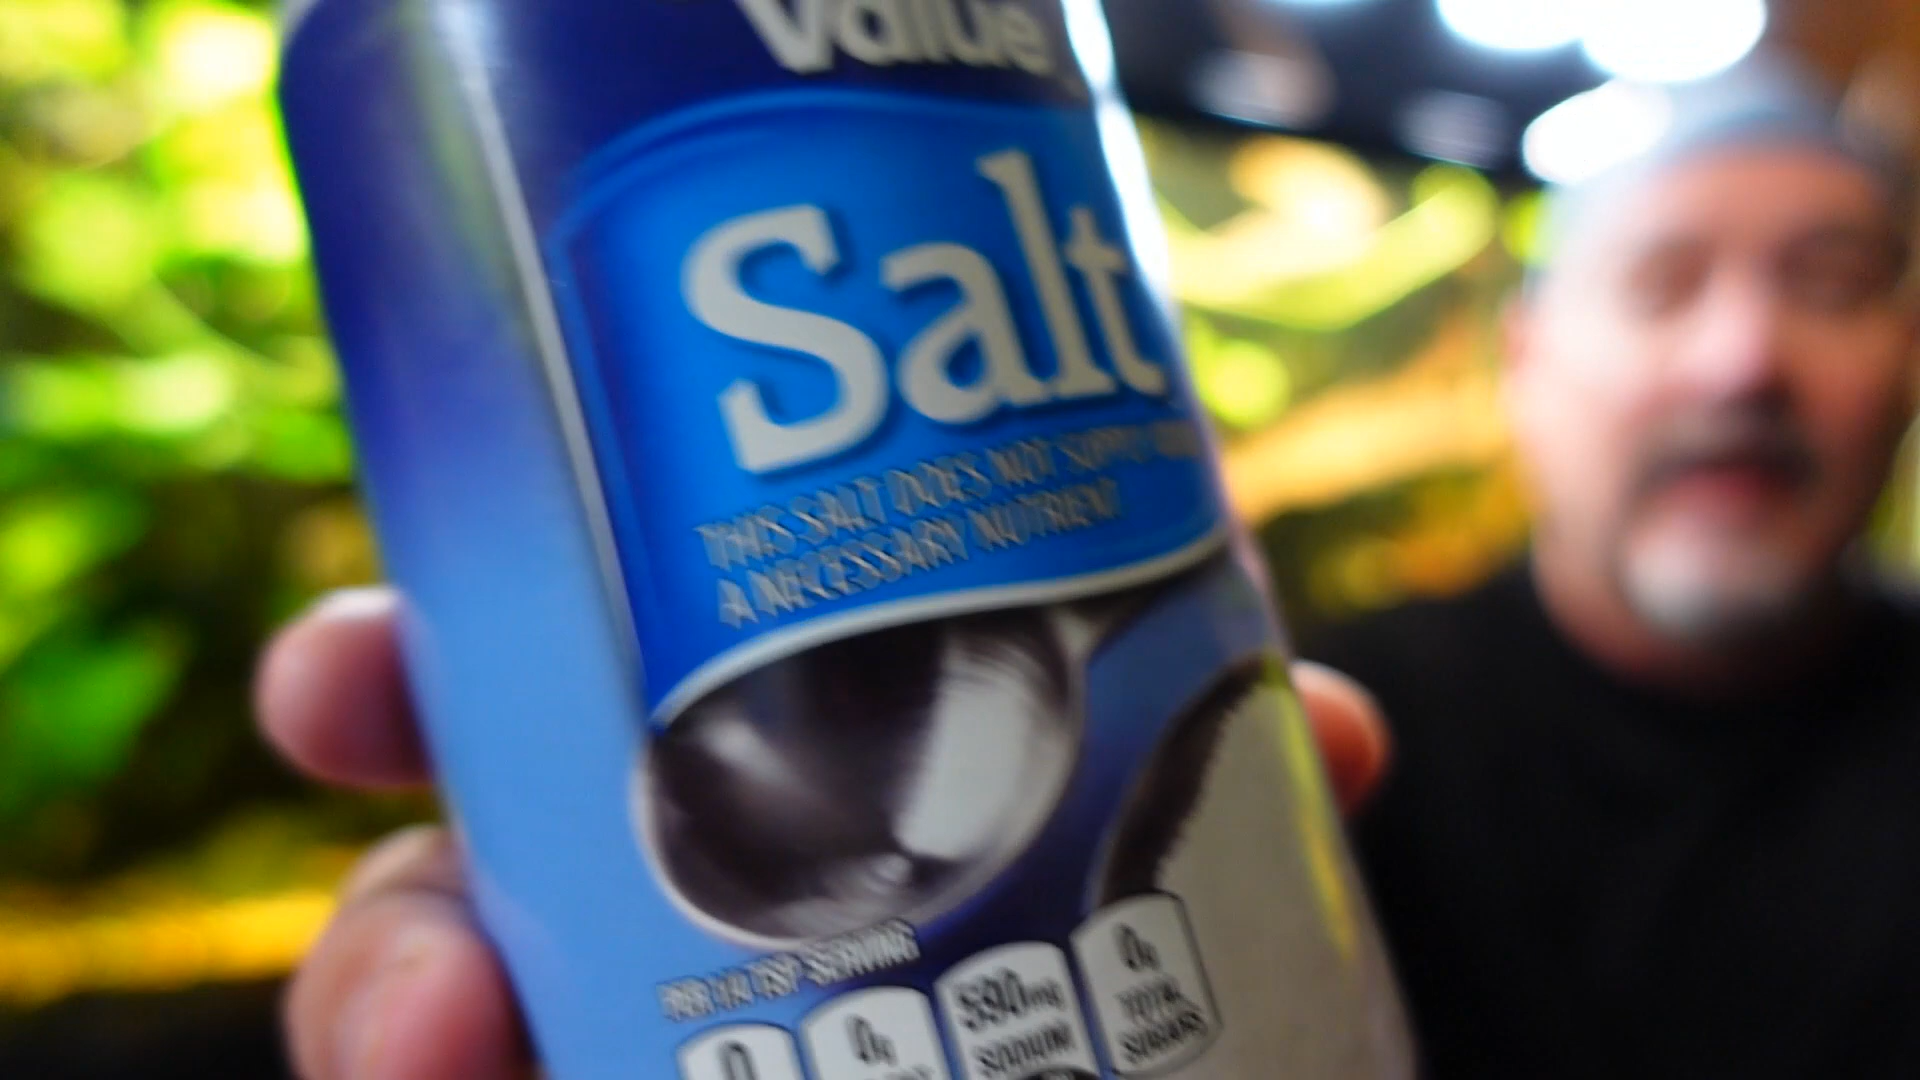 Value
Salt
THIS SALT DOES NOT SUPPLY
A NECESSARY NUTRIENT
PER 1/4 TSP SERVING
0
0g
590mg
SODIUM
0g
TOTAL
SUGARS